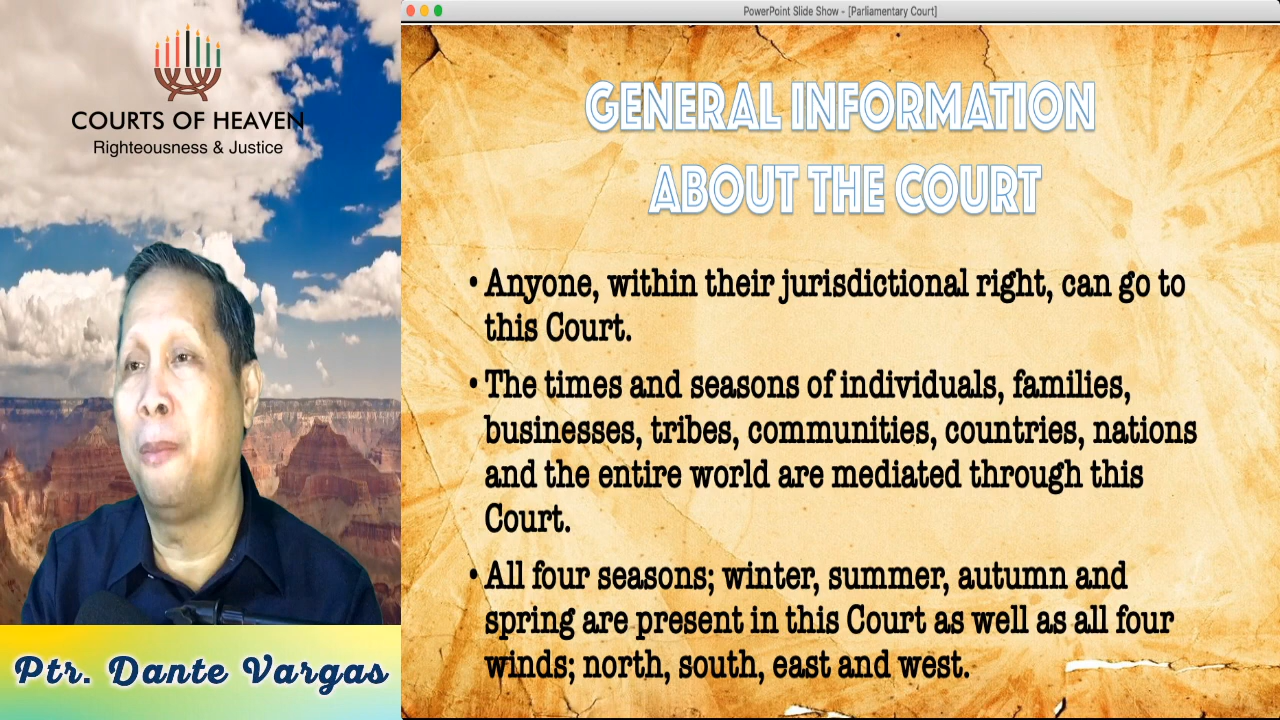 COURTS OF HEAVEN
Righteousness & Justice
Ptr. Dante Vargas
PowerPoint Slide Show - [Parliamentary Court]
GENERAL INFORMATION
ABOUT THE COURT
• Anyone, within their jurisdictional right, can go to
this Court.
• The times and seasons of individuals, families,
businesses, tribes, communities, countries, nations
and the entire world are mediated through this
Court.
• All four seasons; winter, summer, autumn and
spring are present in this Court as well as all four
winds; north, south, east and west.